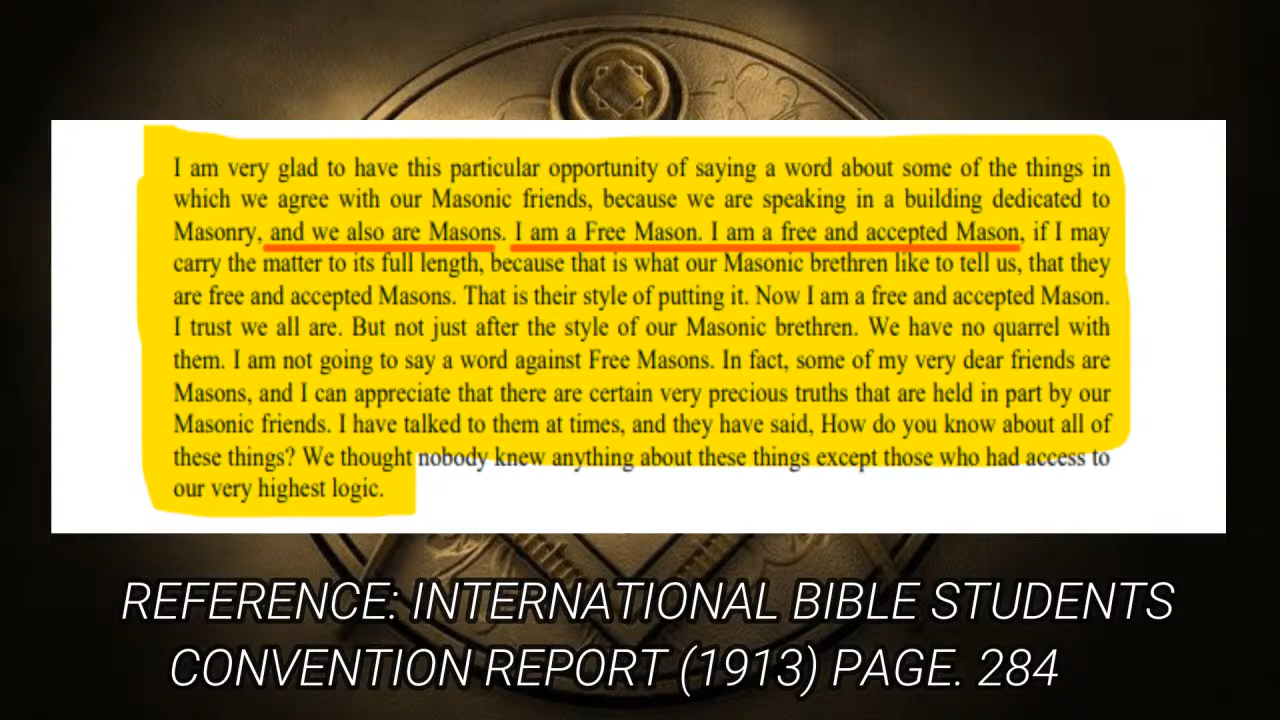 I am very glad to have this particular opportunity of saying a word about some of the things in
which we agree with our Masonic friends, because we are speaking in a building dedicated to
Masonry, and we also are Masons. I am a Free Mason. I am a free and accepted Mason, if I may
carry the matter to its full length, because that is what our Masonic brethren like to tell us, that they
are free and accepted Masons. That is their style of putting it. Now I am a free and accepted Mason.
I trust we all are. But not just after the style of our Masonic brethren. We have no quarrel with
them. I am not going to say a word against Free Masons. In fact, some of my very dear friends are
Masons, and I can appreciate that there are certain very precious truths that are held in part by our
Masonic friends. I have talked to them at times, and they have said, How do you know about all of
these things? We thought nobody knew anything about these things except those who had access to
our very highest logic.
REFERENCE: INTERNATIONAL BIBLE STUDENTS
CONVENTION REPORT (1913) PAGE. 284